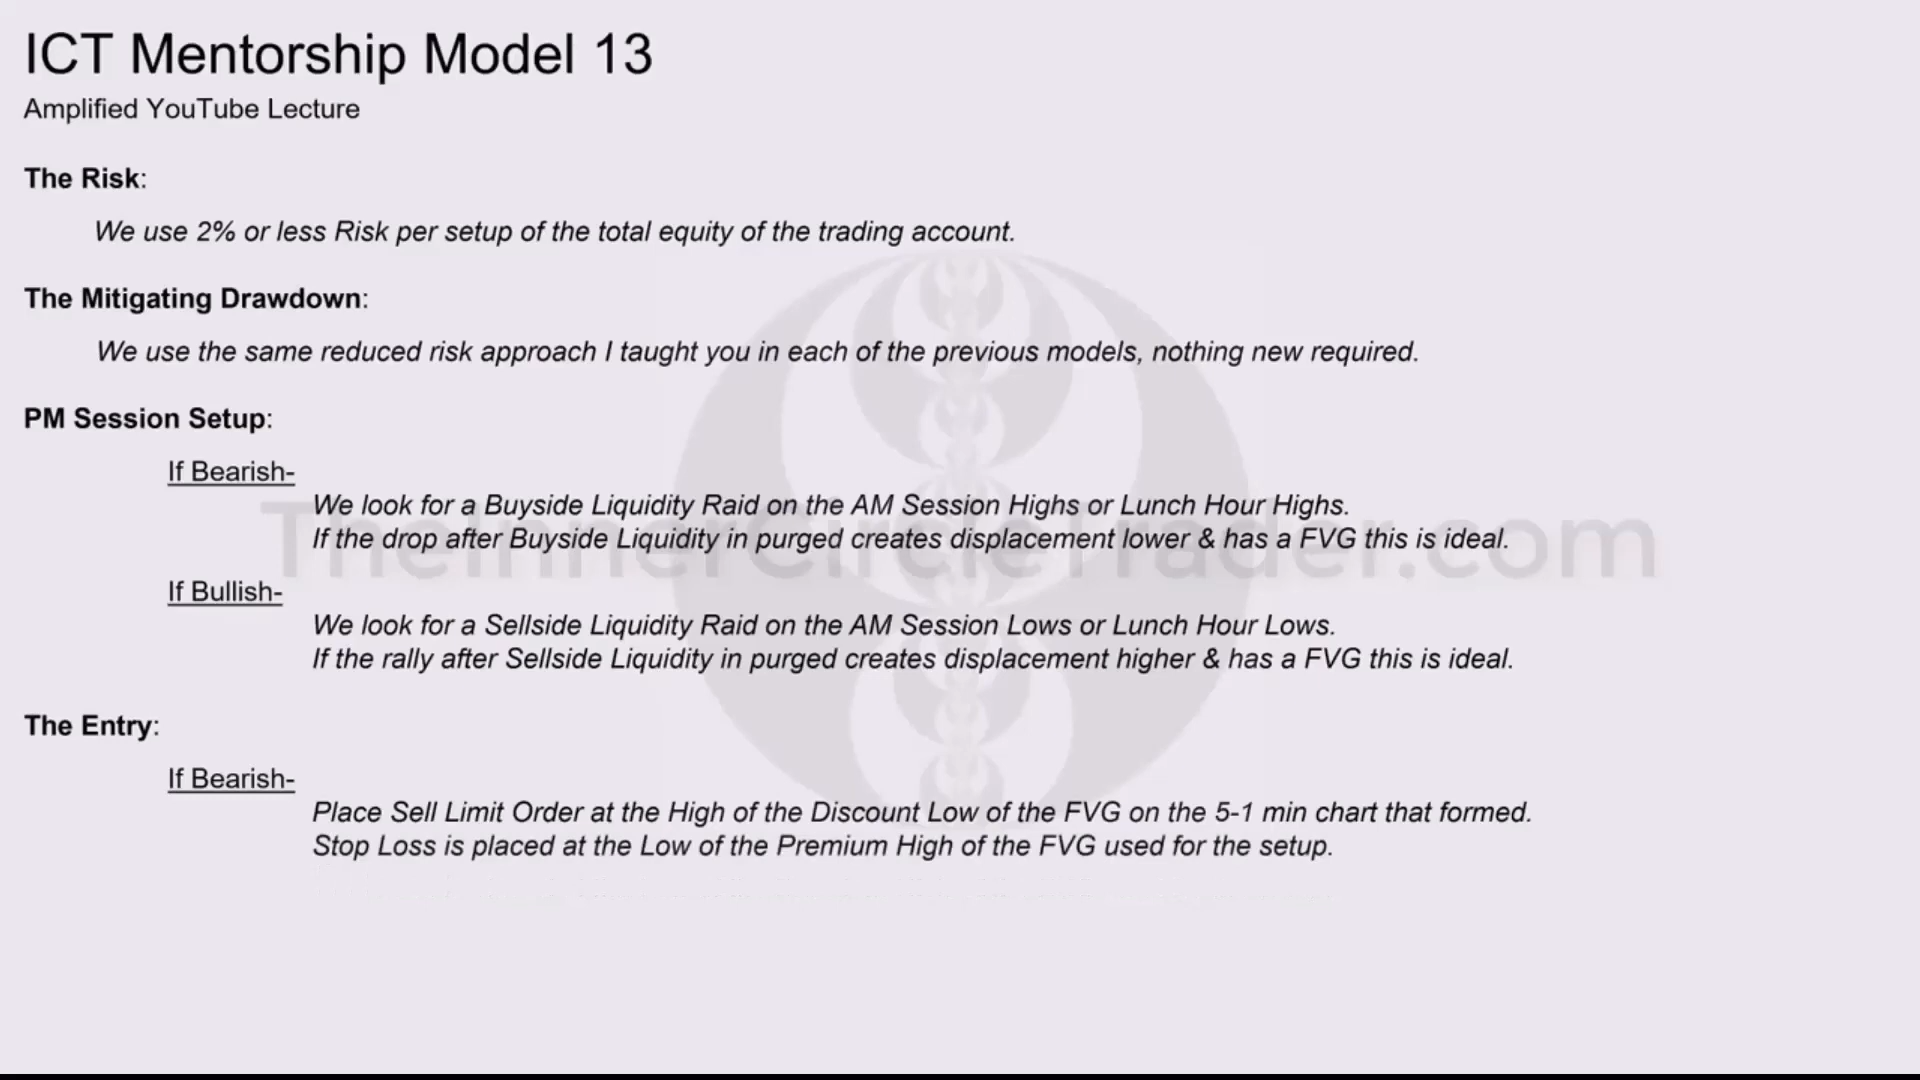 ICT Mentorship Model 13
Amplified YouTube Lecture
The Risk:
We use 2% or less Risk per setup of the total equity of the trading account.
The Mitigating Drawdown:
We use the same reduced risk approach I taught you in each of the previous models, nothing new required.
PM Session Setup:
If Bearish-
We look for a Buyside Liquidity Raid on the AM Session Highs or Lunch Hour Highs.
If the drop after Buyside Liquidity in purged creates displacement lower & has a FVG this is ideal.
TheInnerCircleTrader.com
If Bullish-
We look for a Sellside Liquidity Raid on the AM Session Lows or Lunch Hour Lows.
If the rally after Sellside Liquidity in purged creates displacement higher & has a FVG this is ideal.
The Entry:
If Bearish-
Place Sell Limit Order at the High of the Discount Low of the FVG on the 5-1 min chart that formed.
Stop Loss is placed at the Low of the Premium High of the FVG used for the setup.